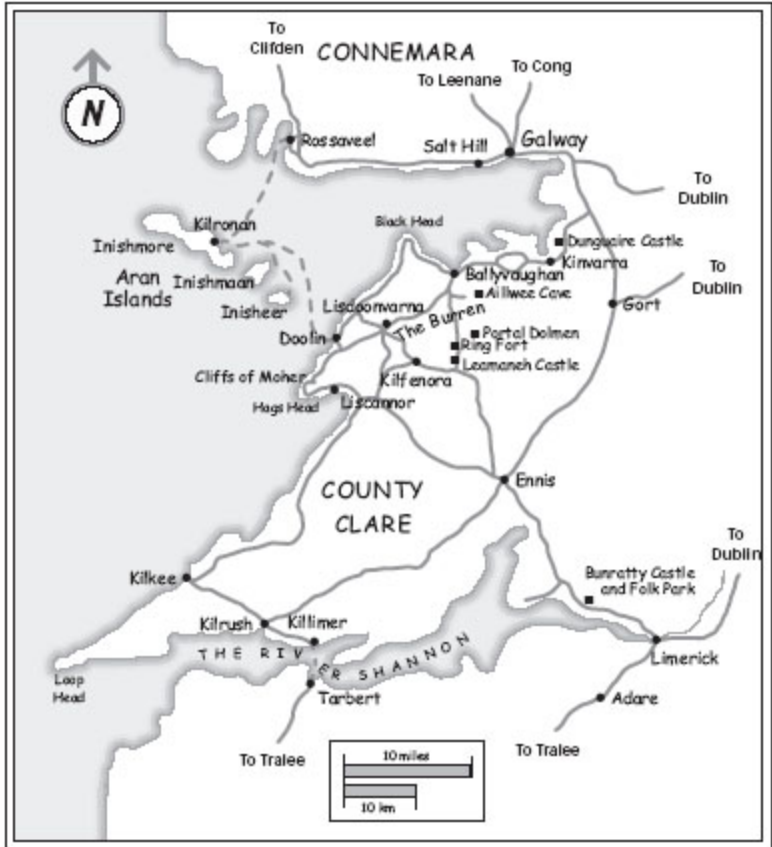 To
Clifden
CONNEMARA
To Leenane
To Cong
N
Rossaveel
Salt Hill
Galway
To
Dublin
Kilronan
Black Head
Inishmore
Dunguaire Castle
Kinvarra
Aran
Islands
Inishmaan
Ballyvaughan
To
Dublin
Inisheer
Aillwee Cave
Lisdoonvarna
The Burren
Gort
Doolin
Portal Dolmen
Ring Fort
Leamaneh Castle
Cliffs of Moher
Kilfenora
Hags Head
Liscannor
Ennis
COUNTY
CLARE
To
Dublin
Kilkee
Bunratty Castle
and Folk Park
Kilrush
Killimer
THE RIVER SHANNON
Limerick
Loop
Head
Tarbert
Adare
To Tralee
To Tralee
10 miles
10 km